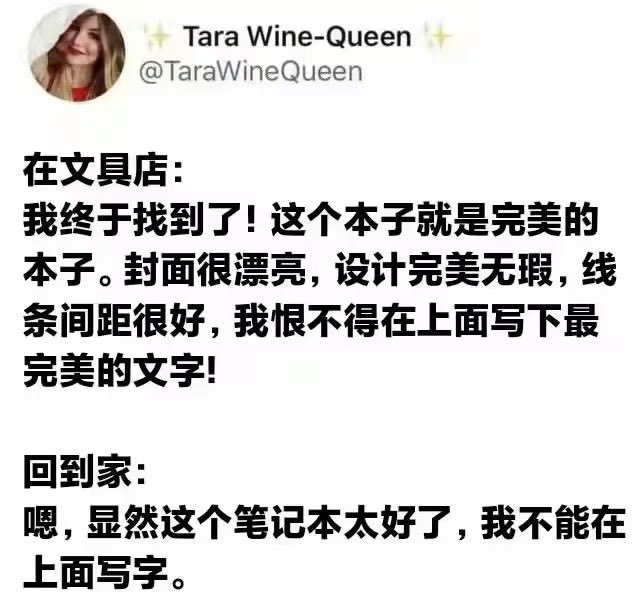 ✨ Tara Wine-Queen ✨
@TaraWineQueen
在文具店：
我终于找到了！这个本子就是完美的
本子。封面很漂亮，设计完美无瑕，线
条间距很好，我恨不得在上面写下最
完美的文字！
回到家：
嗯，显然这个笔记本太好了，我不能在
上面写字。